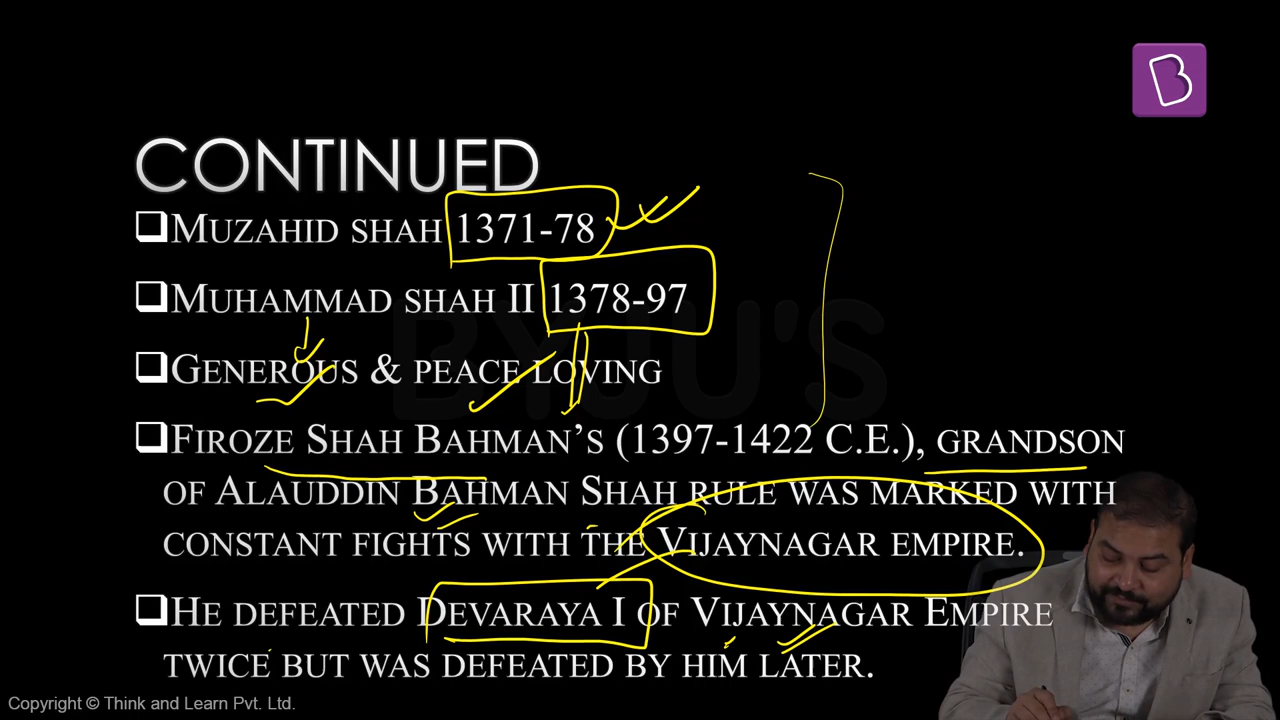 CONTINUED
❑MUZAHID SHAH 1371-78
❑MUHAMMAD SHAH II 1378-97
❑GENEROUS & PEACE LOVING
❑FIROZE SHAH BAHMAN'S (1397-1422 C.E.), GRANDSON
OF ALAUDDIN BAHMAN SHAH RULE WAS MARKED WITH
CONSTANT FIGHTS WITH THE VIJAYNAGAR EMPIRE.
❑HE DEFEATED DEVARAYA I OF VIJAYNAGAR EMPIRE
TWICE BUT WAS DEFEATED BY HIM LATER.
BYJU'S
Copyright © Think and Learn Pvt. Ltd.